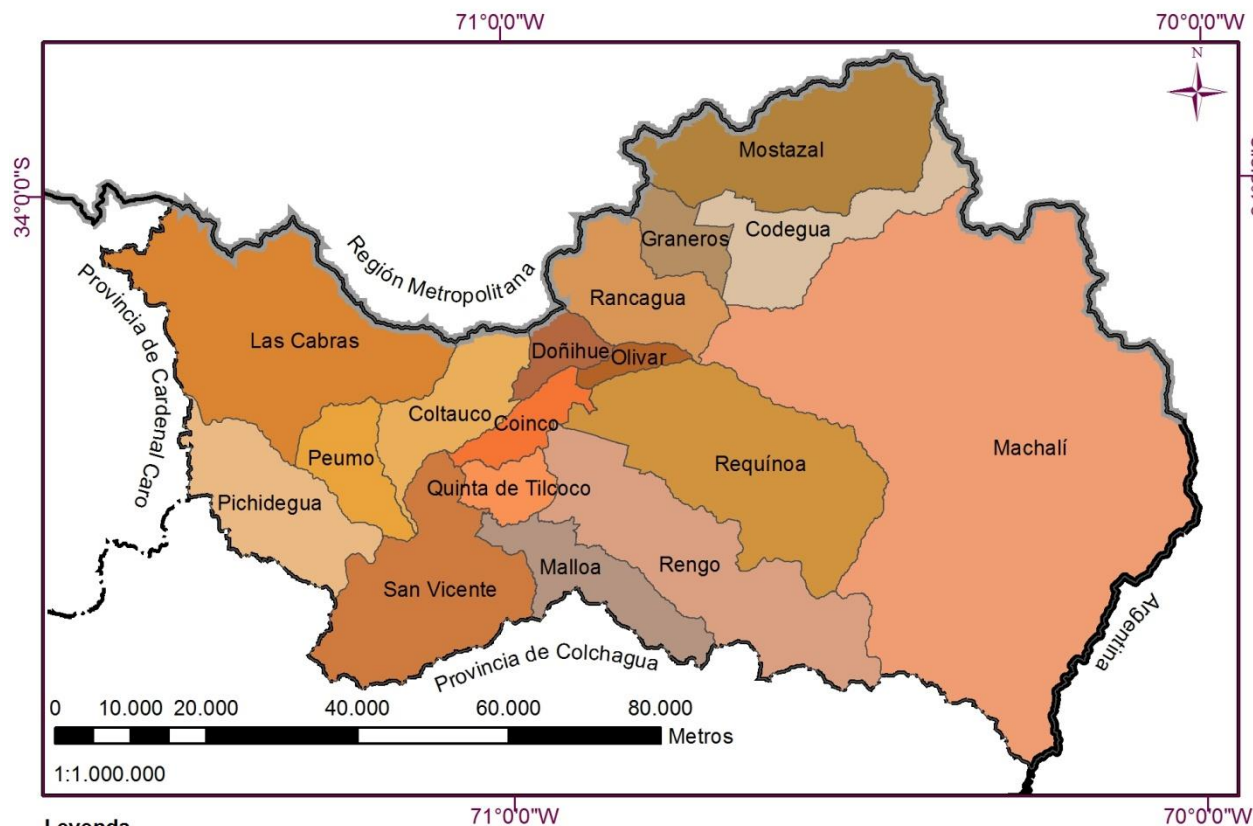 71°0'0"W
70°0'0"W
N
34°0'0"S
Mostazal
Graneros
Codegua
Región Metropolitana
Rancagua
Provincia de Cardenal Caro
Las Cabras
Doñihue
Olivar
Coltauco
Coinco
Machalí
Peumo
Requínoa
Quinta de Tilcoco
Pichidegua
Malloa
Rengo
San Vicente
Argentina
Provincia de Colchagua
0 10.000 20.000 40.000 60.000 80.000
Metros
1:1.000.000
71°0'0"W
70°0'0"W
Leyenda